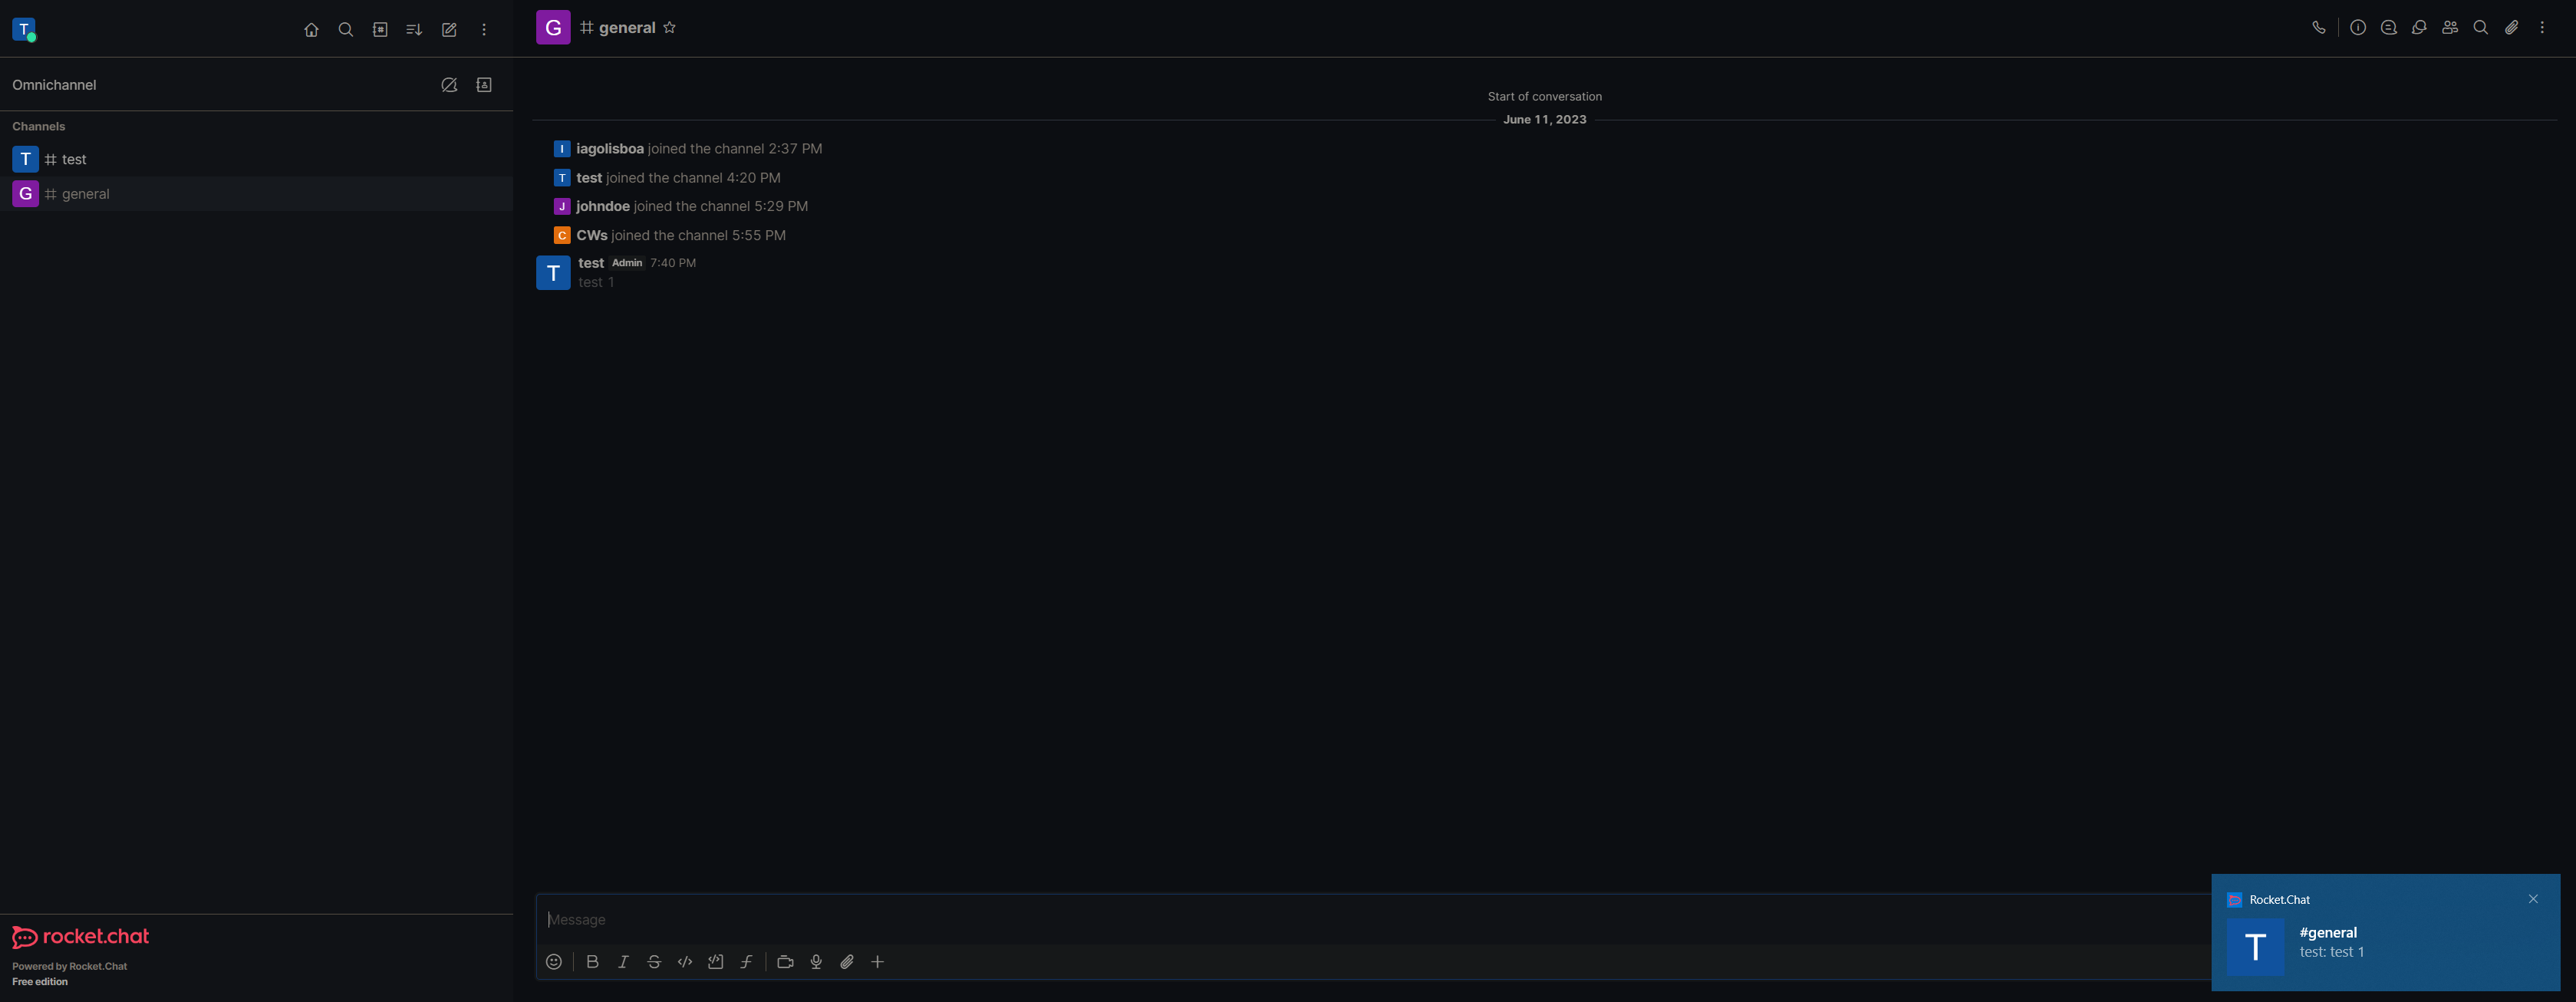 T
Omnichannel
Channels
T test
G general
rocket.chat
Powered by Rocket.Chat
Free edition
G # general
Start of conversation
June 11, 2023
I iagolisboa joined the channel 2:37 PM
T test joined the channel 4:20 PM
J johndoe joined the channel 5:29 PM
C CWs joined the channel 5:55 PM
T test Admin 7:40 PM
test 1
Message
Rocket.Chat
T #general
test: test 1